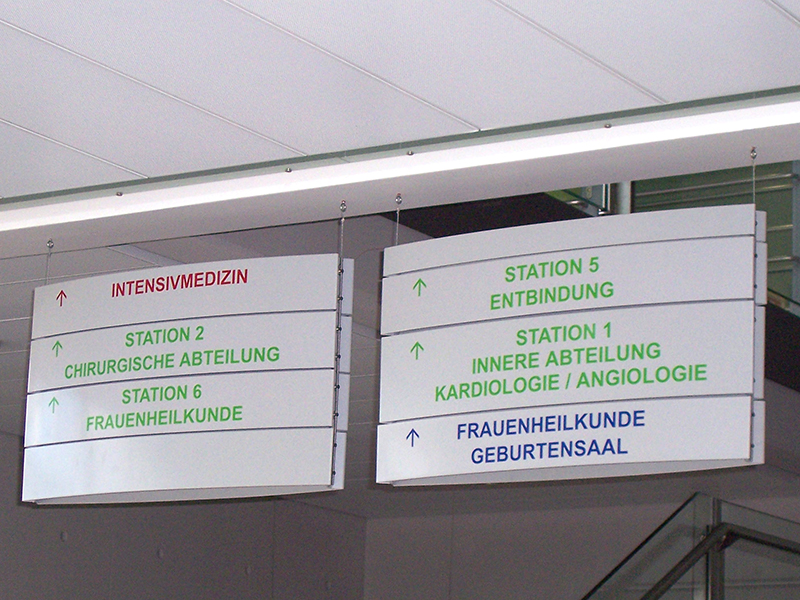 INTENSIVMEDIZIN
STATION 2
CHIRURGISCHE ABTEILUNG
STATION 6
FRAUENHEILKUNDE
STATION 5
ENTBINDUNG
STATION 1
INNERE ABTEILUNG
KARDIOLOGIE / ANGIOLOGIE
FRAUENHEILKUNDE
GEBURTENSAAL